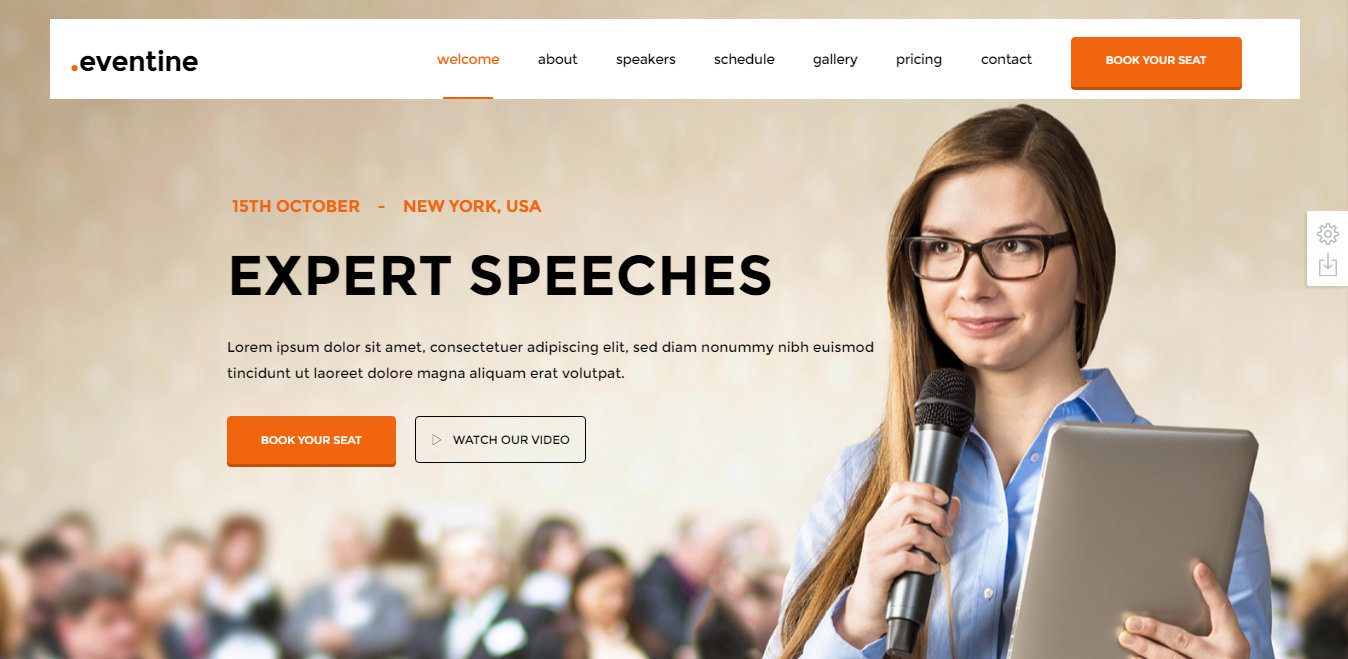 .eventine
welcome about speakers schedule gallery pricing contact BOOK YOUR SEAT
15TH OCTOBER - NEW YORK, USA
EXPERT SPEECHES
Lorem ipsum dolor sit amet, consectetuer adipiscing elit, sed diam nonummy nibh euismod
tincidunt ut laoreet dolore magna aliquam erat volutpat.
BOOK YOUR SEAT WATCH OUR VIDEO